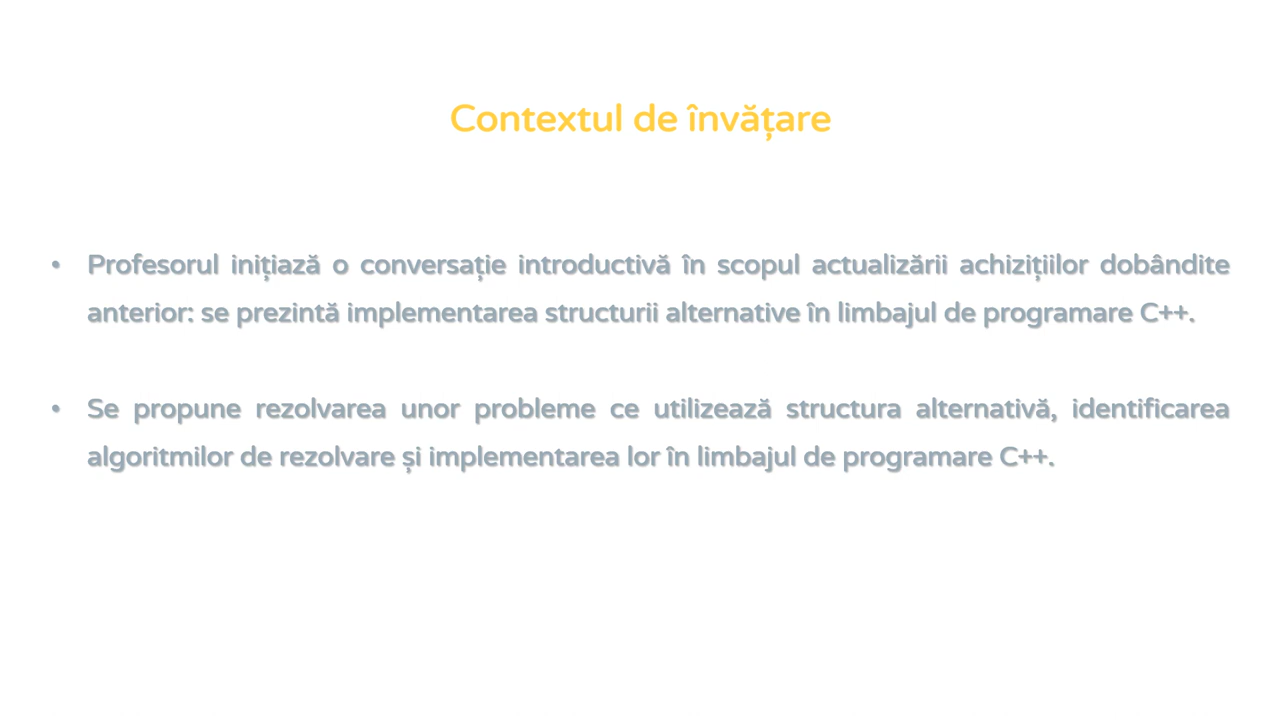 Contextul de învățare
• Profesorul inițiază o conversație introductivă în scopul actualizării achizițiilor dobândite
anterior: se prezintă implementarea structurii alternative în limbajul de programare C++.
• Se propune rezolvarea unor probleme ce utilizează structura alternativă, identificarea
algoritmilor de rezolvare și implementarea lor în limbajul de programare C++.